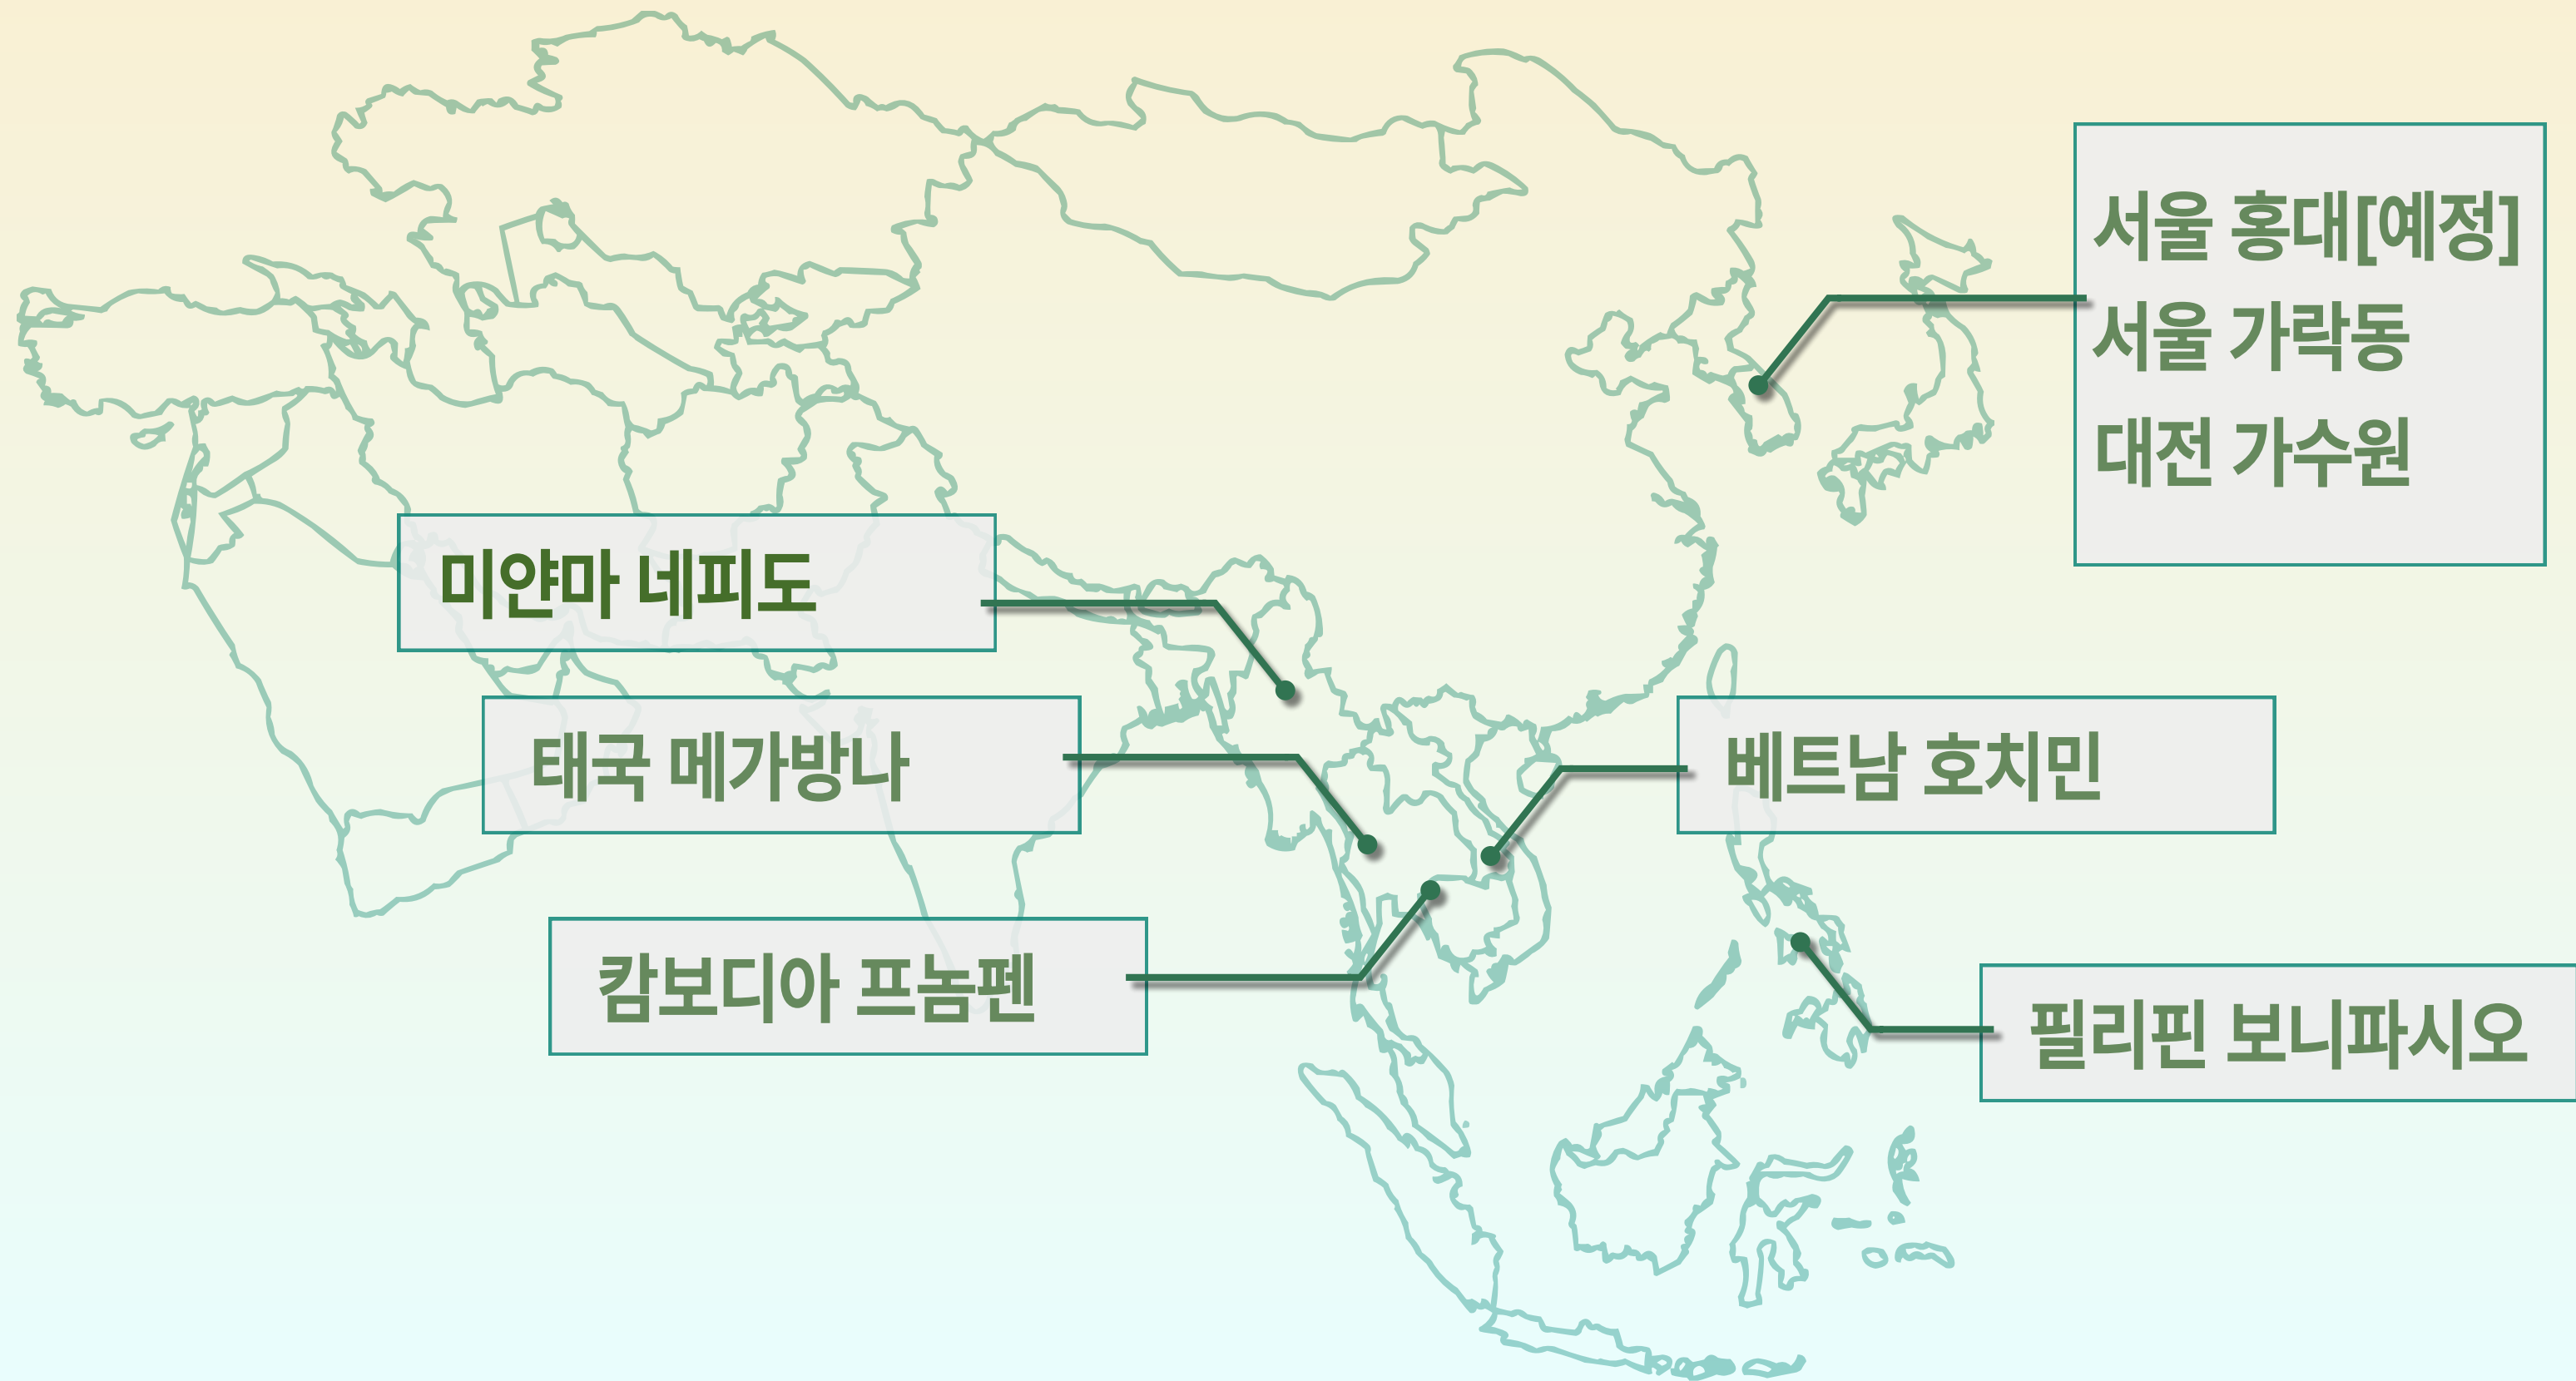 서울 홍대[예정]
서울 가락동
대전 가수원
미얀마 네피도
태국 메가방나
베트남 호치민
캄보디아 프놈펜
필리핀 보니파시오